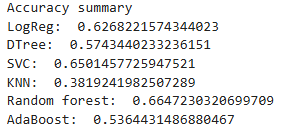 Accuracy summary
LogReg:  0.6268221574344023
DTree:  0.5743440233236151
SVC:  0.6501457725947521
KNN:  0.3819241982507289
Random forest:  0.6647230320699709
AdaBoost:  0.5364431486880467